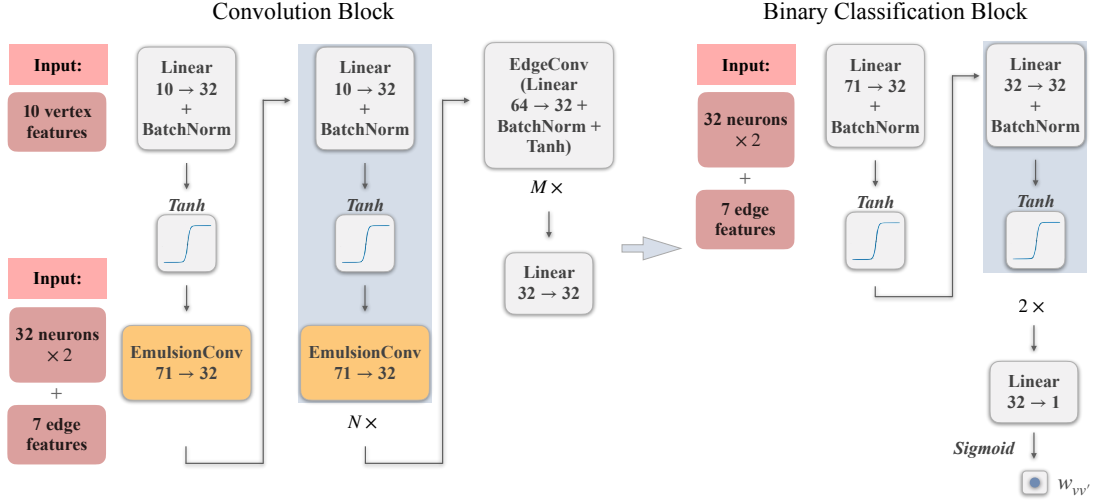 Convolution Block
Input:
10 vertex
features
Linear
10 → 32
+
BatchNorm
Tanh
Input:
32 neurons
× 2
+
7 edge
features
EmulsionConv
71 → 32
Linear
10 → 32
+
BatchNorm
Tanh
EmulsionConv
71 → 32
N ×
EdgeConv
(Linear
64 → 32 +
BatchNorm +
Tanh)
M ×
Linear
32 → 32
Binary Classification Block
Input:
32 neurons
× 2
+
7 edge
features
Linear
71 → 32
+
BatchNorm
Tanh
Linear
32 → 32
+
BatchNorm
Tanh
2 ×
Linear
32 → 1
Sigmoid
w_{vv'}